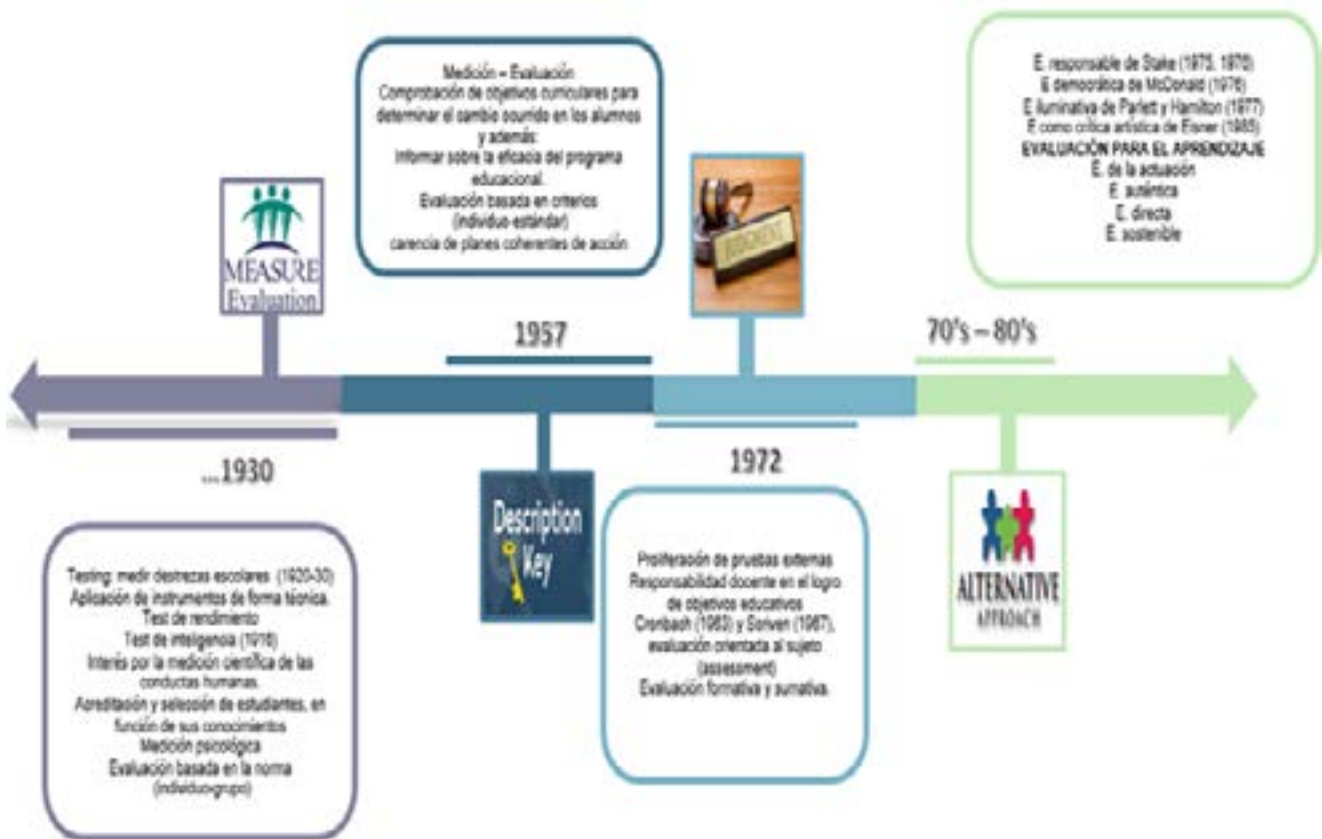 Medición – Evaluación
Comprobación de objetivos curriculares para
determinar el cambio ocurrido en los alumnos
y además:
Informar sobre la eficacia del programa
educacional.
Evaluación basada en criterios
(individuo-estándar)
carencia de planes coherentes de acción
E. responsable de Stake (1975, 1976)
E democrática de McDonald (1976)
E iluminativa de Parlett y Hamilton (1977)
E como crítica artística de Eisner (1985)
EVALUACIÓN PARA EL APRENDIZAJE
E. de la actuación
E. auténtica
E. directa
E. sostenible
MEASURE
Evaluation
JUDGMENT
1957
70's – 80's
...1930
1972
Description
Key
ALTERNATIVE
APPROACH
Testing: medir destrezas escolares (1920-30)
Aplicación de instrumentos de forma técnica.
Test de rendimiento
Test de inteligencia (1916)
Interés por la medición científica de las
conductas humanas.
Acreditación y selección de estudiantes, en
función de sus conocimientos
Medición psicológica
Evaluación basada en la norma
(individuo-grupo)
Proliferación de pruebas externas
Responsabilidad docente en el logro
de objetivos educativos
Cronbach (1963) y Scriven (1967),
evaluación orientada al sujeto
(assessment)
Evaluación formativa y sumativa.